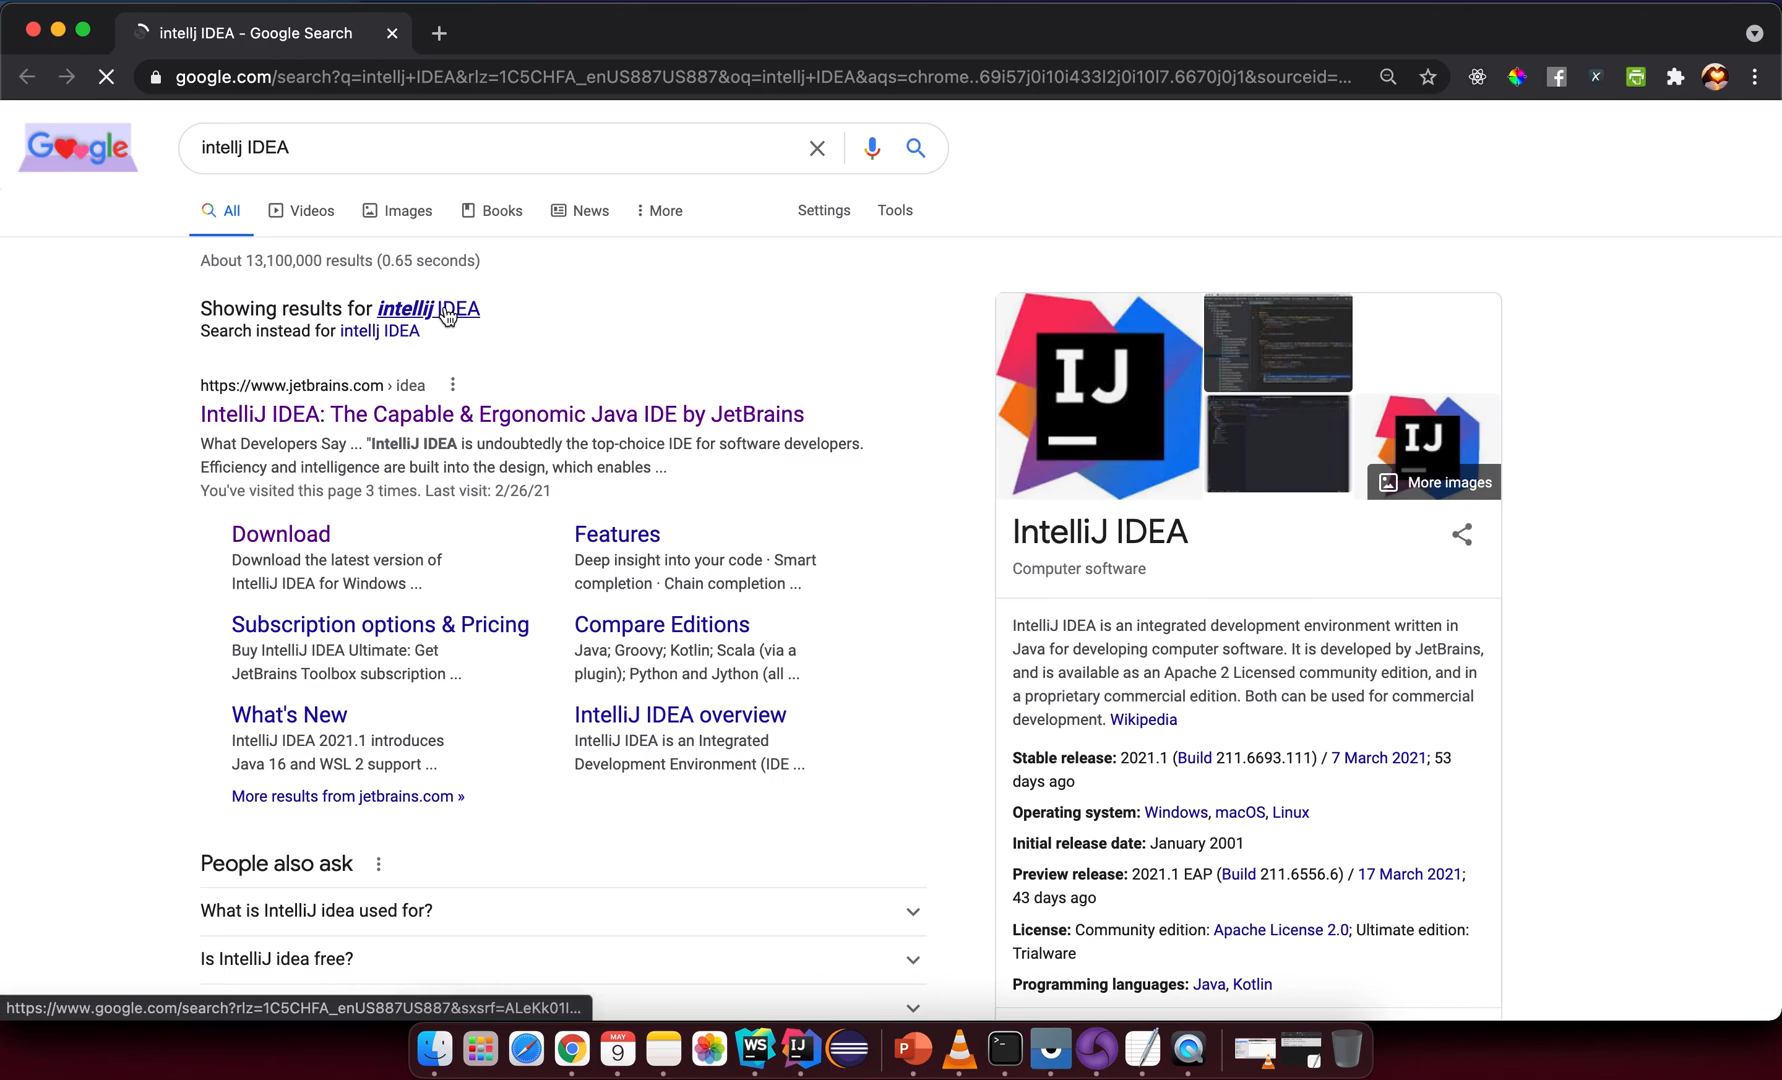 intellj IDEA - Google Search
google.com/search?q=intellj+IDEA&rlz=1C5CHFA_enUS887US887&oq=intellj+IDEA&aqs=chrome..69i57j0i10i433l2j0i10l7.6670j0j1&sourceid=...
Google
intellj IDEA
All
Videos
Images
Books
News
More
Settings
Tools
About 13,100,000 results (0.65 seconds)
Showing results for intellij IDEA
Search instead for intellj IDEA
https://www.jetbrains.com › idea
IntelliJ IDEA: The Capable & Ergonomic Java IDE by JetBrains
What Developers Say ... "IntelliJ IDEA is undoubtedly the top-choice IDE for software developers.
Efficiency and intelligence are built into the design, which enables ...
You've visited this page 3 times. Last visit: 2/26/21
Download
Download the latest version of
IntelliJ IDEA for Windows ...
Features
Deep insight into your code · Smart
completion · Chain completion ...
Subscription options & Pricing
Buy IntelliJ IDEA Ultimate: Get
JetBrains Toolbox subscription ...
Compare Editions
Java; Groovy; Kotlin; Scala (via a
plugin); Python and Jython (all ...
What's New
IntelliJ IDEA 2021.1 introduces
Java 16 and WSL 2 support ...
IntelliJ IDEA overview
IntelliJ IDEA is an Integrated
Development Environment (IDE ...
More results from jetbrains.com »
People also ask
What is IntelliJ idea used for?
Is IntelliJ idea free?
IJ
IJ
More images
IntelliJ IDEA
Computer software
IntelliJ IDEA is an integrated development environment written in
Java for developing computer software. It is developed by JetBrains,
and is available as an Apache 2 Licensed community edition, and in
a proprietary commercial edition. Both can be used for commercial
development. Wikipedia
Stable release: 2021.1 (Build 211.6693.111) / 7 March 2021; 53
days ago
Operating system: Windows, macOS, Linux
Initial release date: January 2001
Preview release: 2021.1 EAP (Build 211.6556.6) / 17 March 2021;
43 days ago
License: Community edition: Apache License 2.0; Ultimate edition:
Trialware
Programming languages: Java, Kotlin
https://www.google.com/search?rlz=1C5CHFA_enUS887US887&sxsrf=ALeKk01l...
MAY
9
WS
IJ
P
>_